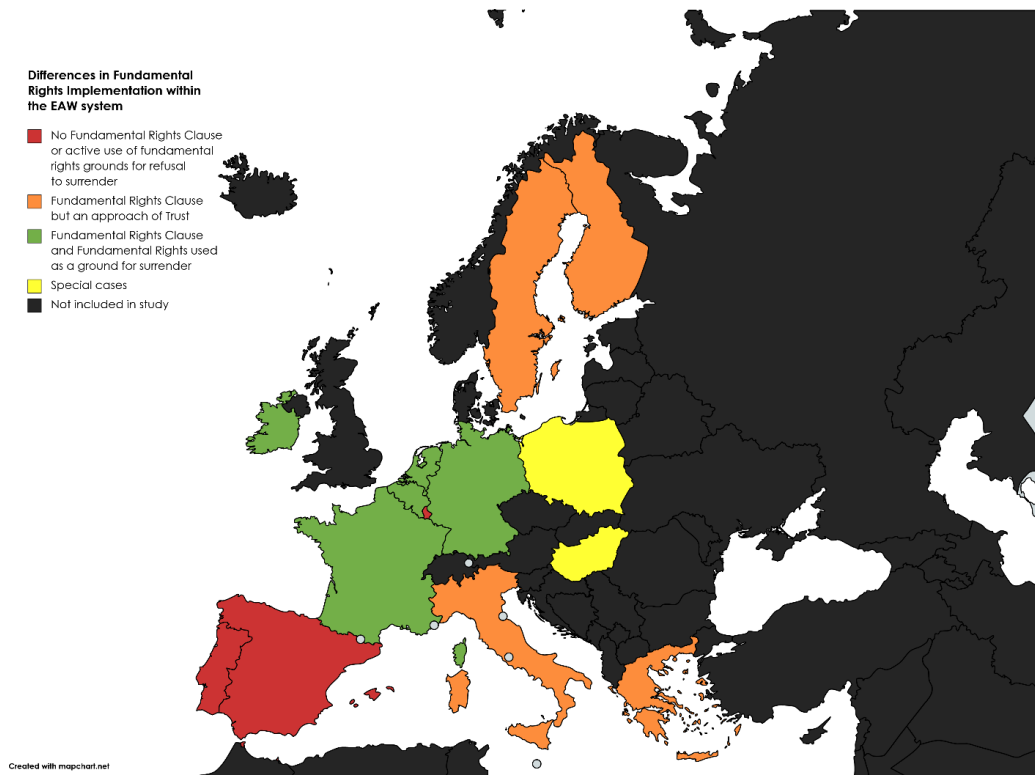 Differences in Fundamental
Rights Implementation within
the EAW system
No Fundamental Rights Clause
or active use of fundamental
rights grounds for refusal
to surrender
Fundamental Rights Clause
but an approach of Trust
Fundamental Rights Clause
and Fundamental Rights used
as a ground for surrender
Special cases
Not included in study
Created with mapchart.net